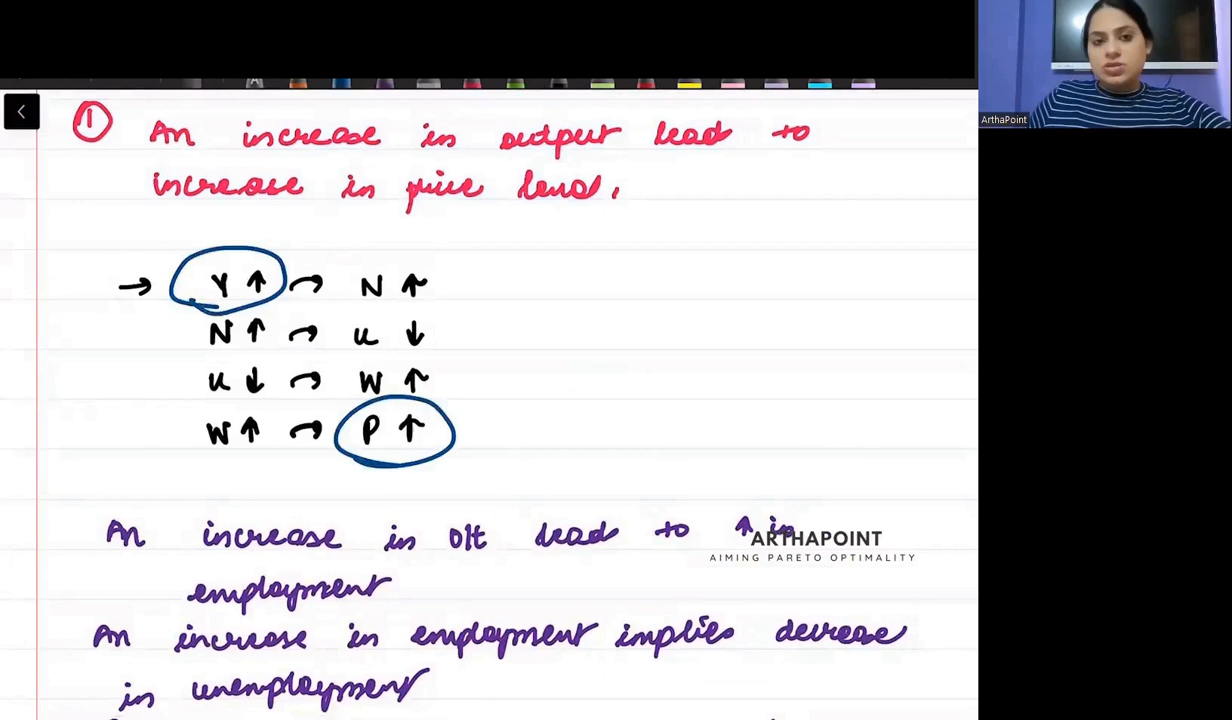 ArthaPoint
① An increase in output lead to
increase in price level.
→ Y ↑ → N ↑
N ↑ → u ↓
u ↓ → W ↑
W ↑ → P ↑
An increase in o/t lead to ↑ in
employment
ARTHAPOINT
AIMING PARETO OPTIMALITY
An increase in employment implies decrease
in unemployment